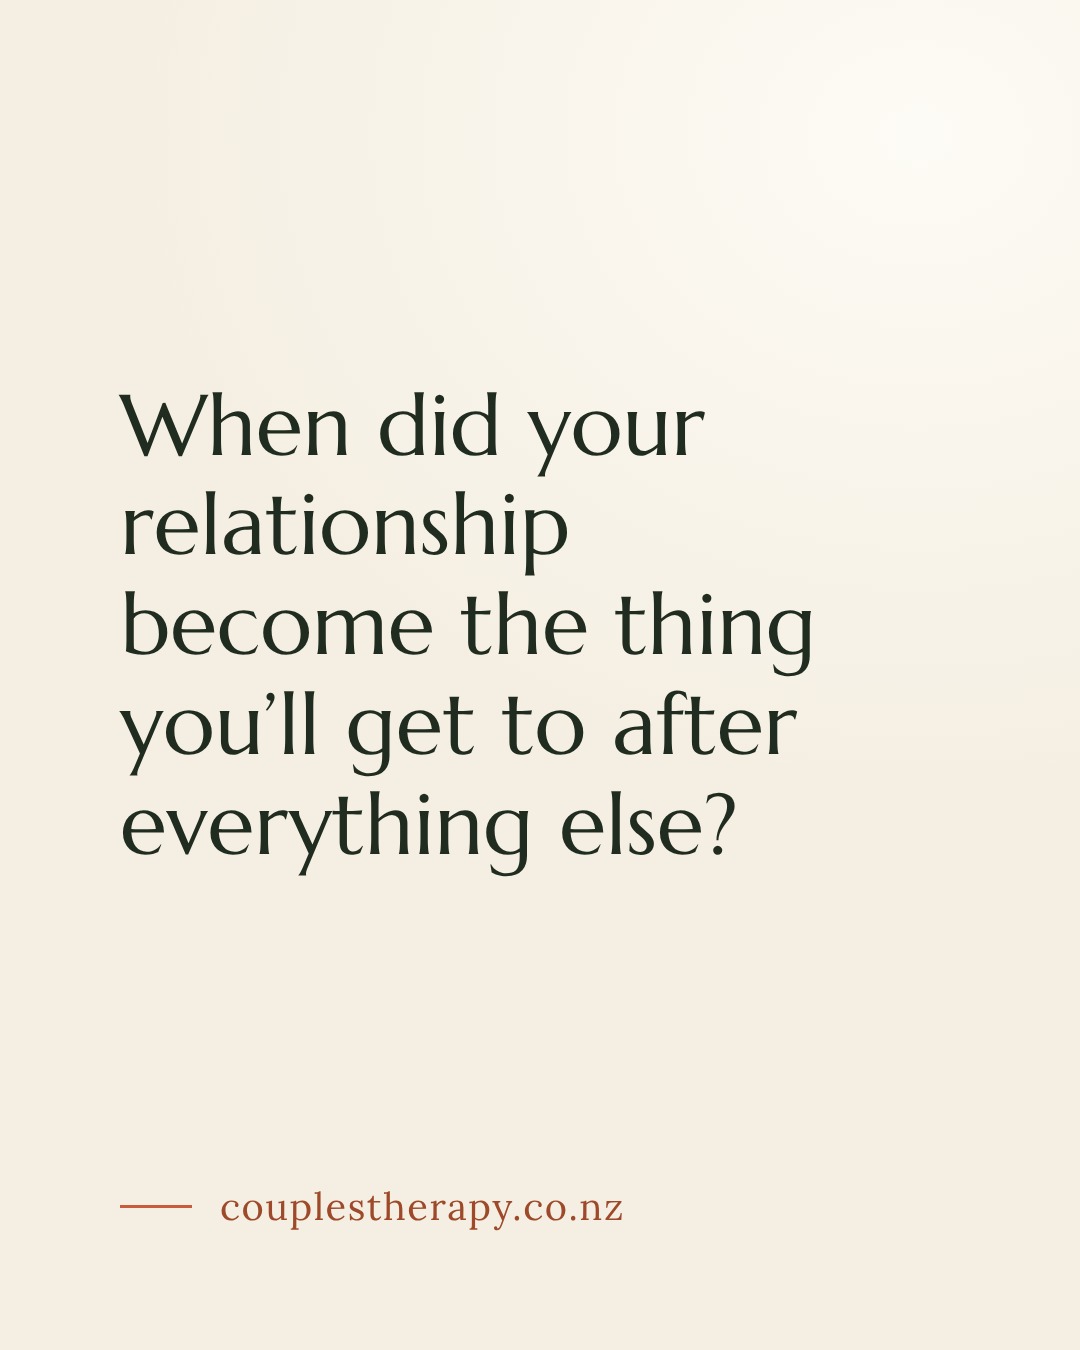 When did your
relationship
become the thing
you’ll get to after
everything else?
couplestherapy.co.nz